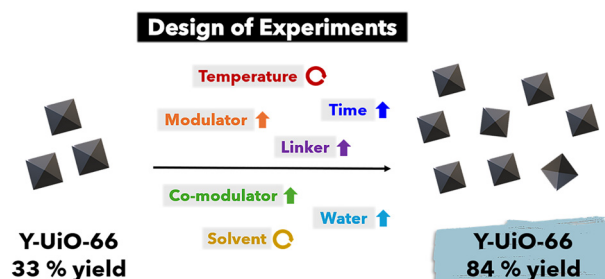 Design of Experiments
Temperature
Time
Modulator
Linker
Co-modulator
Water
Solvent
Y-UiO-66
33 % yield
Y-UiO-66
84 % yield